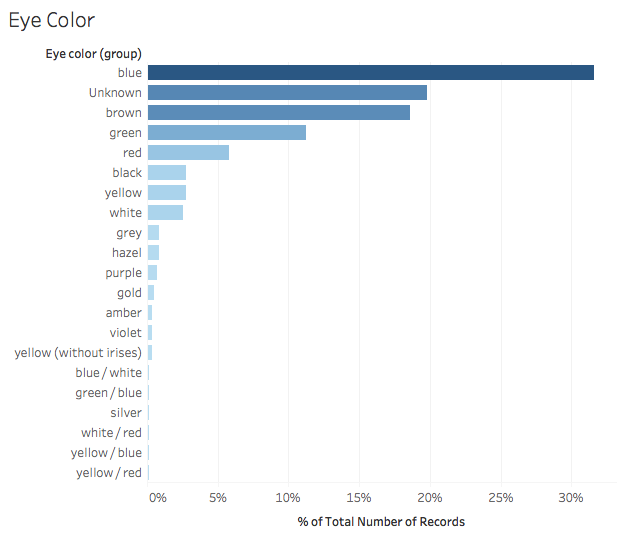 Eye Color
Eye color (group)
blue
Unknown
brown
green
red
black
yellow
white
grey
hazel
purple
gold
amber
violet
yellow (without irises)
blue / white
green / blue
silver
white / red
yellow / blue
yellow / red
0% 5% 10% 15% 20% 25% 30%
% of Total Number of Records